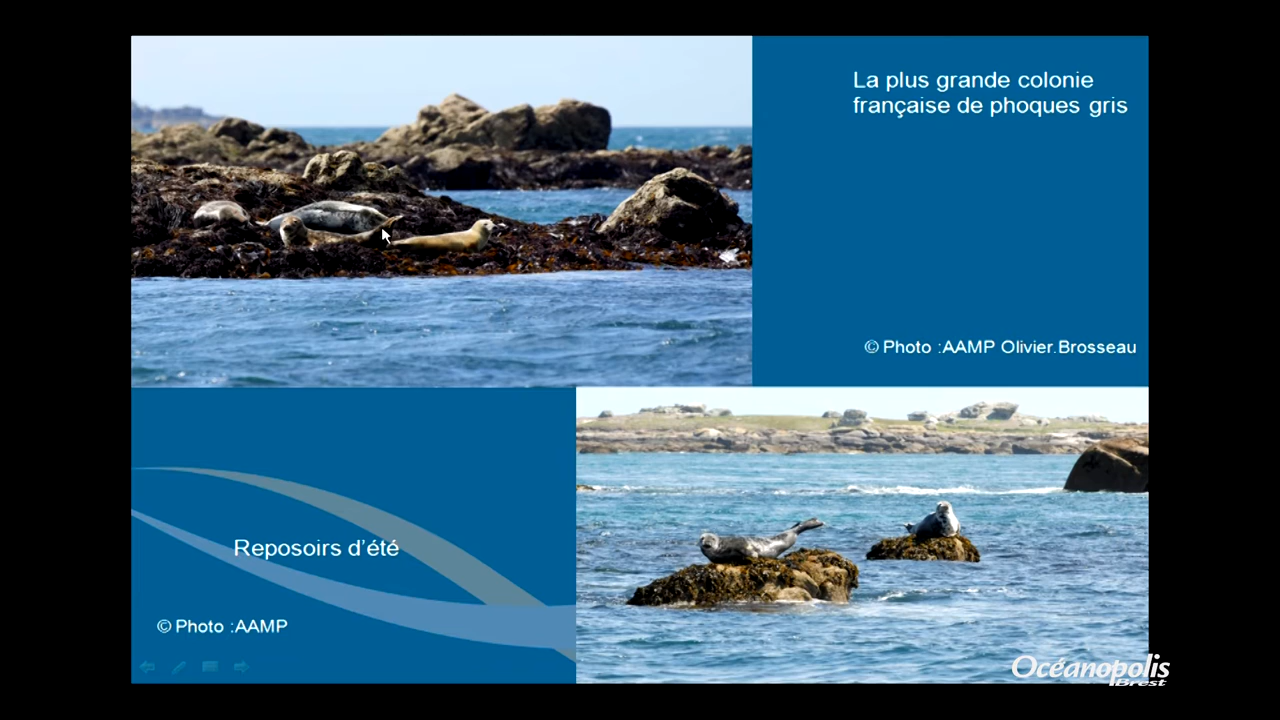 La plus grande colonie
française de phoques gris
© Photo :AAMP Olivier.Brosseau
Reposoirs d'été
© Photo :AAMP
Océanopolis
Brest